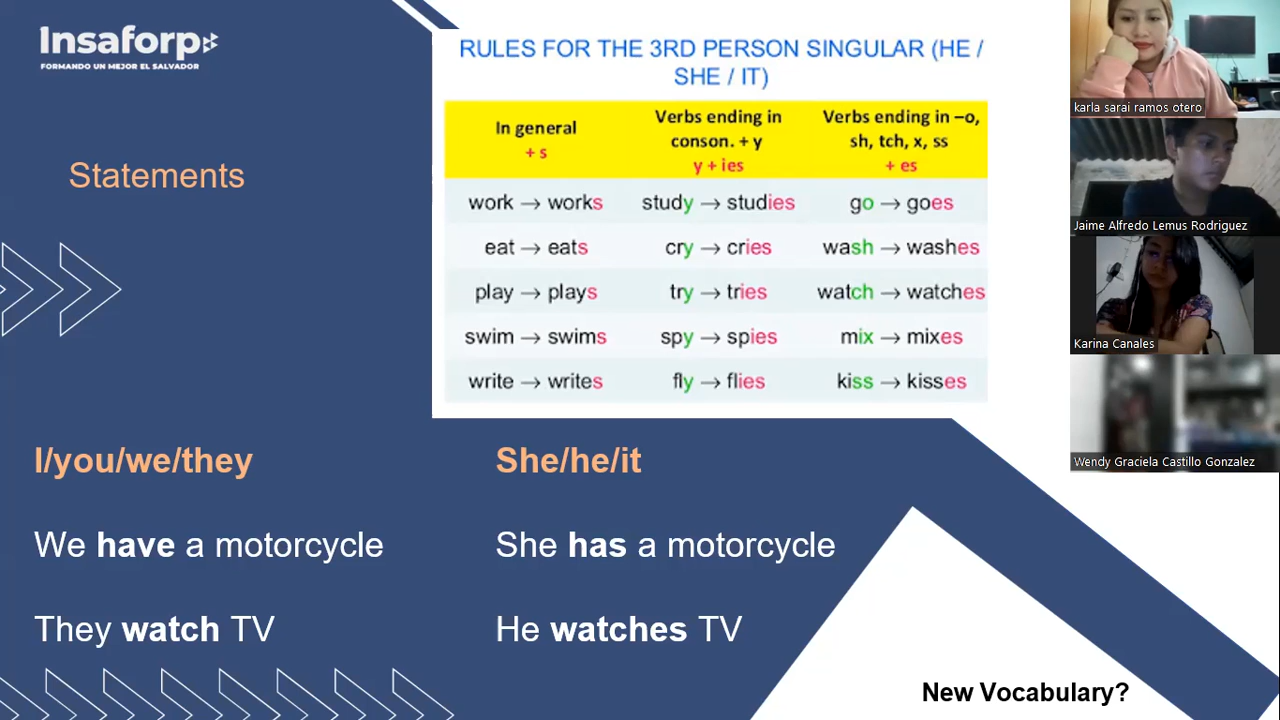 Insaforp
FORMANDO UN MEJOR EL SALVADOR
Statements
RULES FOR THE 3RD PERSON SINGULAR (HE /
SHE / IT)
In general
+ s
Verbs ending in
conson. + y
y + ies
Verbs ending in –o,
sh, tch, x, ss
+ es
work → works
study → studies
go → goes
eat → eats
cry → cries
wash → washes
play → plays
try → tries
watch → watches
swim → swims
spy → spies
mix → mixes
write → writes
fly → flies
kiss → kisses
I/you/we/they
She/he/it
We have a motorcycle
She has a motorcycle
They watch TV
He watches TV
New Vocabulary?
karla sarai ramos otero
Jaime Alfredo Lemus Rodriguez
Karina Canales
Wendy Graciela Castillo Gonzalez